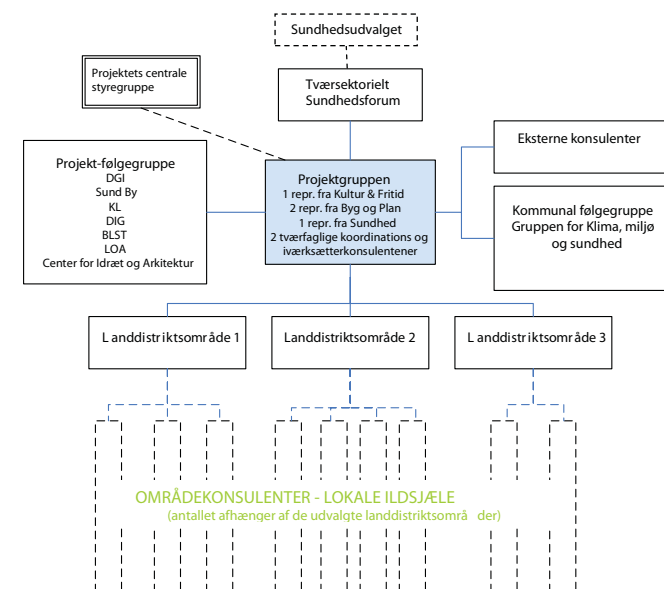 Sundhedsudvalget
Projektets centrale
styregruppe
Tværsektorielt
Sundhedsforum
Eksterne konsulenter
Projekt-følgegruppe
DGI
Sund By
KL
DIG
BLST
LOA
Center for Idræt og Arkitektur
Projektgruppen
1 repr. fra Kultur & Fritid
2 repr. fra Byg og Plan
1 repr. fra Sundhed
2 tværfaglige koordinations og
iværksætterkonsulentener
Kommunal følgegruppe
Gruppen for Klima, miljø
og sundhed
L anddistriktsområde 1
Landdistriktsområde 2
L anddistriktsområde 3
OMRÅDEKONSULENTER - LOKALE ILDSJÆLE
(antallet afhænger af de udvalgte landdistriktsområ der)